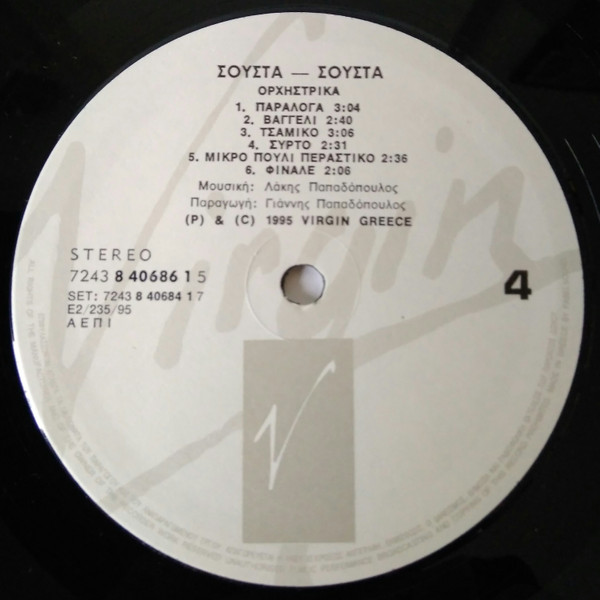 ΣΟΥΣΤΑ — ΣΟΥΣΤΑ
ΟΡΧΗΣΤΡΙΚΑ
1. ΠΑΡΑΛΟΓΑ 3:04
2. ΒΑΓΓΕΛΙ 2:40
3. ΤΣΑΜΙΚΟ 3:06
4. ΣΥΡΤΟ 2:31
5. ΜΙΚΡΟ ΠΟΥΛΙ ΠΕΡΑΣΤΙΚΟ 2:36
6. ΦΙΝΑΛΕ 2:06
Μουσική: Λάκης Παπαδόπουλος
Παραγωγή: Γιάννης Παπαδόπουλος
(P) & (C) 1995 VIRGIN GREECE
STEREO
7243 8 40686 1 5
SET: 7243 8 40684 1 7
E2/235/95
ΑΕΠΙ
4
Virgin